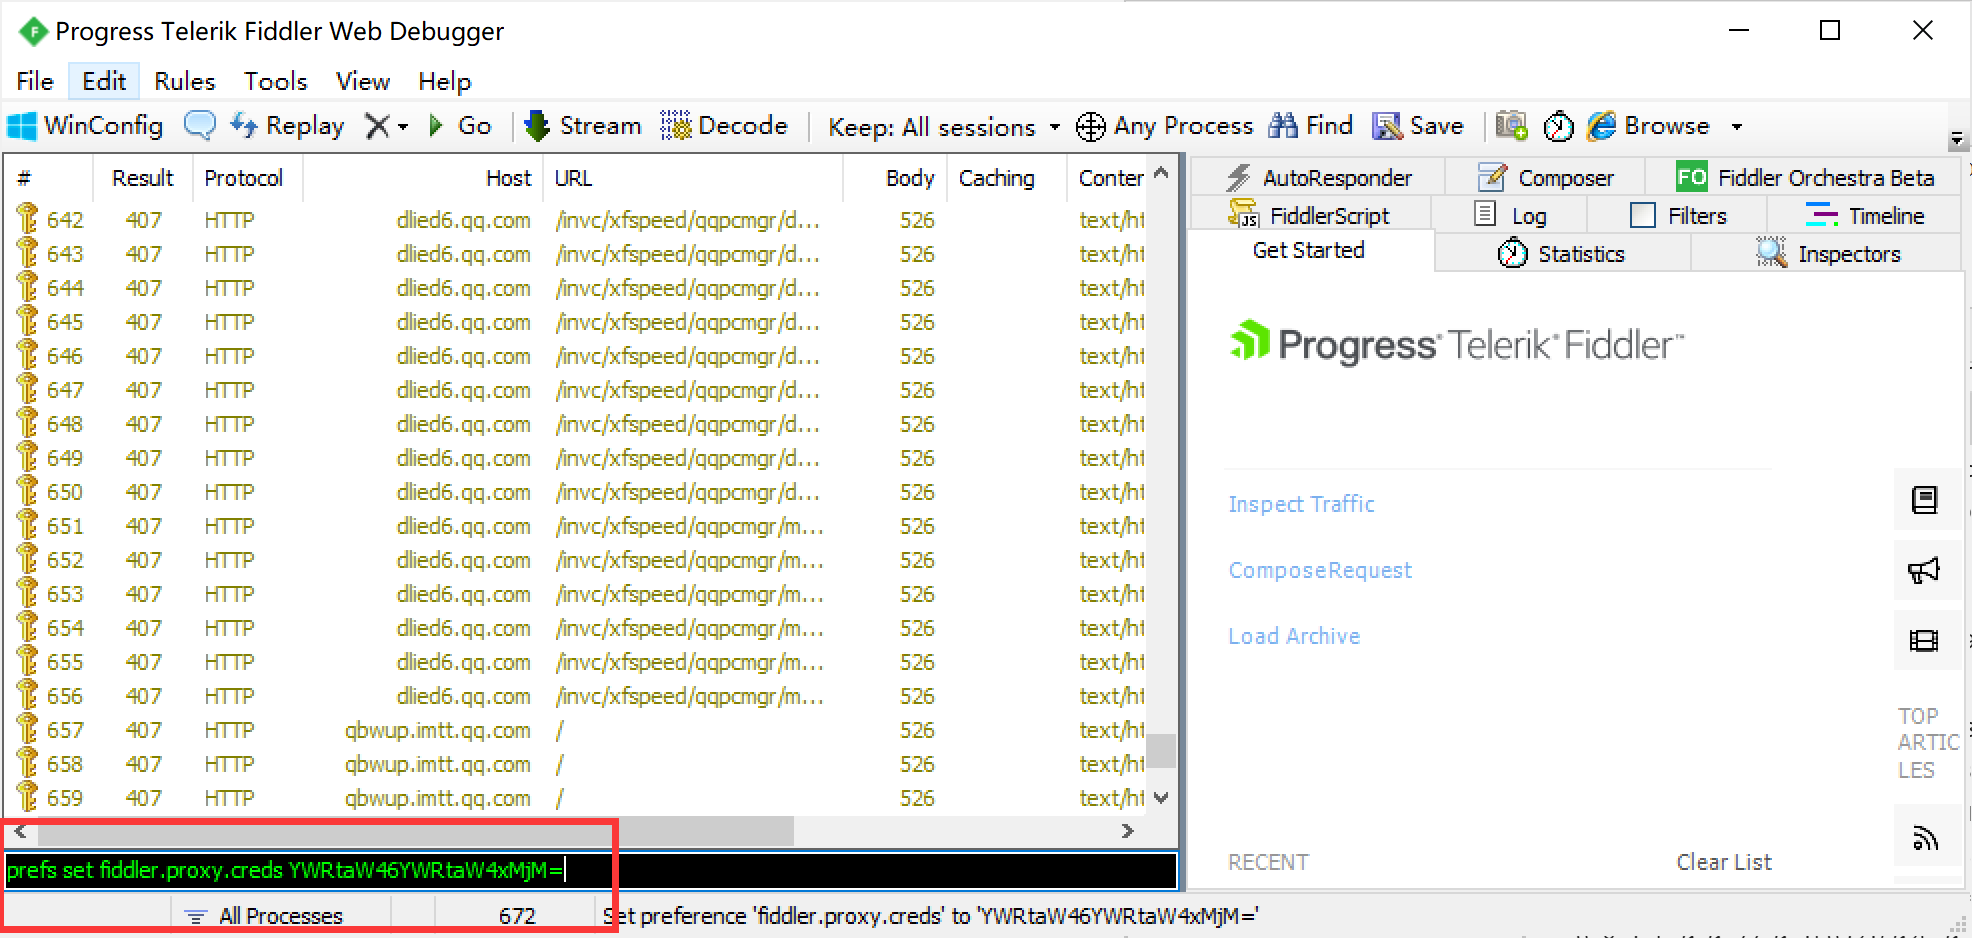 Progress Telerik Fiddler Web Debugger
File Edit Rules Tools View Help
WinConfig Replay Go Stream Decode Keep: All sessions Any Process Find Save Browse
# Result Protocol Host URL Body Caching Conter
642 407 HTTP dlied6.qq.com /invc/xfspeed/qqpcmgr/d... 526 text/ht
643 407 HTTP dlied6.qq.com /invc/xfspeed/qqpcmgr/d... 526 text/ht
644 407 HTTP dlied6.qq.com /invc/xfspeed/qqpcmgr/d... 526 text/ht
645 407 HTTP dlied6.qq.com /invc/xfspeed/qqpcmgr/d... 526 text/ht
646 407 HTTP dlied6.qq.com /invc/xfspeed/qqpcmgr/d... 526 text/ht
647 407 HTTP dlied6.qq.com /invc/xfspeed/qqpcmgr/d... 526 text/ht
648 407 HTTP dlied6.qq.com /invc/xfspeed/qqpcmgr/d... 526 text/ht
649 407 HTTP dlied6.qq.com /invc/xfspeed/qqpcmgr/d... 526 text/ht
650 407 HTTP dlied6.qq.com /invc/xfspeed/qqpcmgr/d... 526 text/ht
651 407 HTTP dlied6.qq.com /invc/xfspeed/qqpcmgr/m... 526 text/ht
652 407 HTTP dlied6.qq.com /invc/xfspeed/qqpcmgr/m... 526 text/ht
653 407 HTTP dlied6.qq.com /invc/xfspeed/qqpcmgr/m... 526 text/ht
654 407 HTTP dlied6.qq.com /invc/xfspeed/qqpcmgr/m... 526 text/ht
655 407 HTTP dlied6.qq.com /invc/xfspeed/qqpcmgr/m... 526 text/ht
656 407 HTTP dlied6.qq.com /invc/xfspeed/qqpcmgr/m... 526 text/ht
657 407 HTTP qbwup.imtt.qq.com / 526 text/ht
658 407 HTTP qbwup.imtt.qq.com / 526 text/ht
659 407 HTTP qbwup.imtt.qq.com / 526 text/ht
prefs set fiddler.proxy.creds YWRtaW46YWRtaW4xMjM=
All Processes 672 Set preference 'fiddler.proxy.creds' to 'YWRtaW46YWRtaW4xMjM='
AutoResponder Composer FO Fiddler Orchestra Beta
JS FiddlerScript Log Filters Timeline
Get Started Statistics Inspectors
Progress Telerik Fiddler™
Inspect Traffic
ComposeRequest
Load Archive
TOP
ARTIC
LES
RECENT Clear List